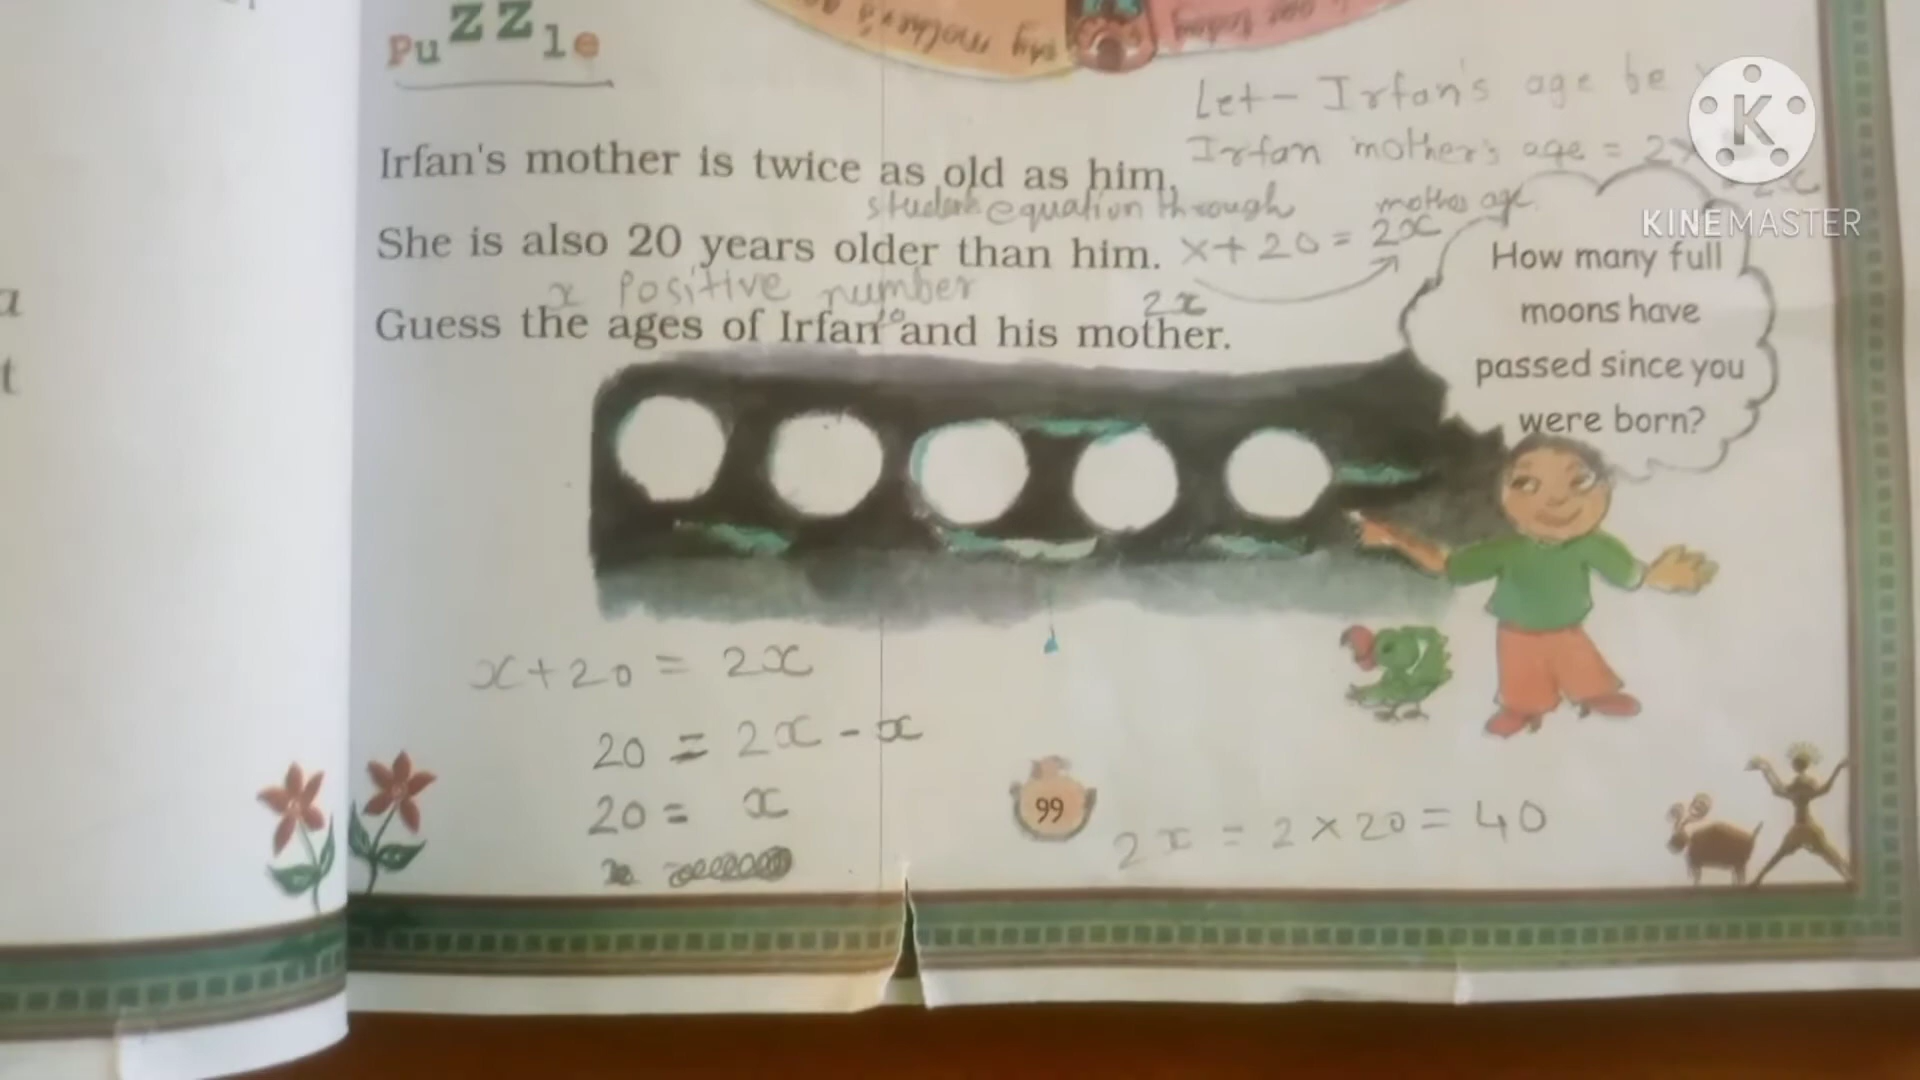 PuZZle
Let- Irfan's age be
Irfan mother's age = 2x
Irfan's mother is twice as old as him.
equation through
mother age
KINEMASTER
She is also 20 years older than him. x+20 = 2x
x Positive number
2x
Guess the ages of Irfan and his mother.
How many full
moons have
passed since you
were born?
x+20 = 2x
20 = 2x - x
20 = x
99
2x = 2×20 = 40